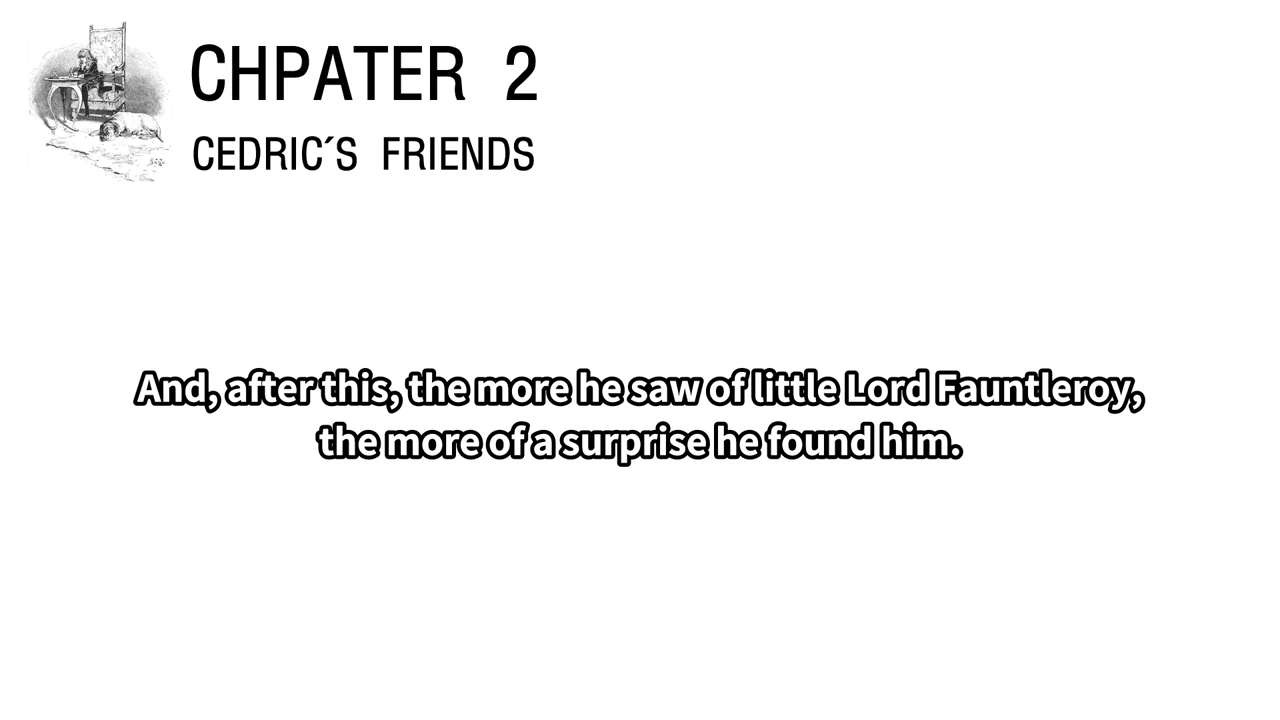 CHPATER 2
CEDRIC´S FRIENDS
And, after this, the more he saw of little Lord Fauntleroy,
the more of a surprise he found him.